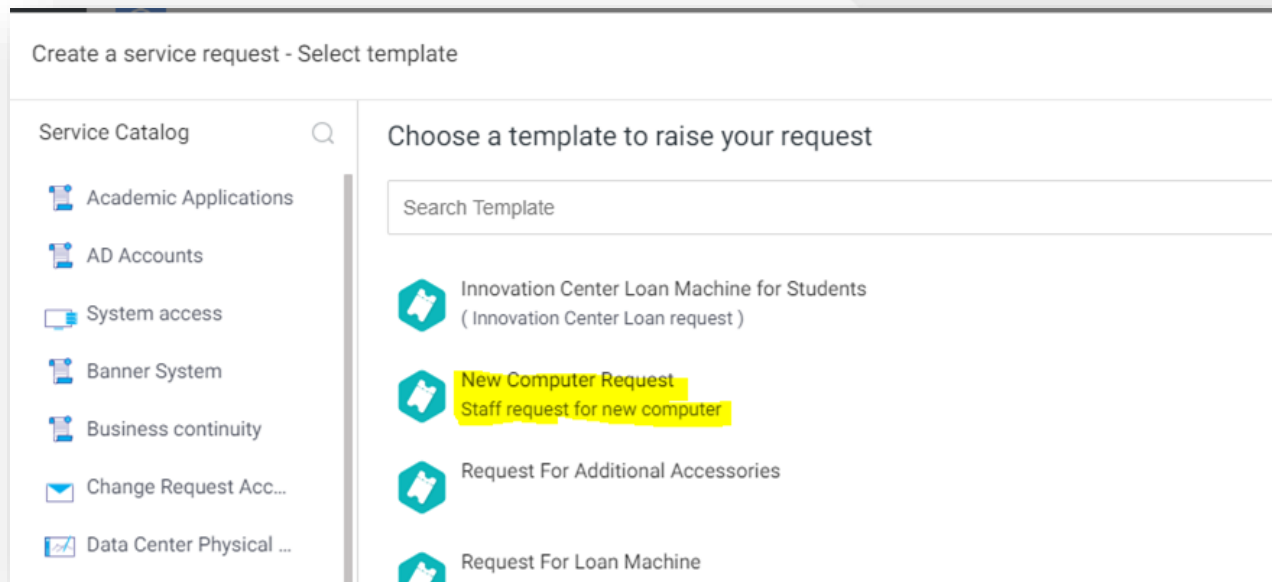 Create a service request - Select template
Service Catalog
Academic Applications
AD Accounts
System access
Banner System
Business continuity
Change Request Acc...
Data Center Physical ...
Choose a template to raise your request
Search Template
Innovation Center Loan Machine for Students
( Innovation Center Loan request )
New Computer Request
Staff request for new computer
Request For Additional Accessories
Request For Loan Machine